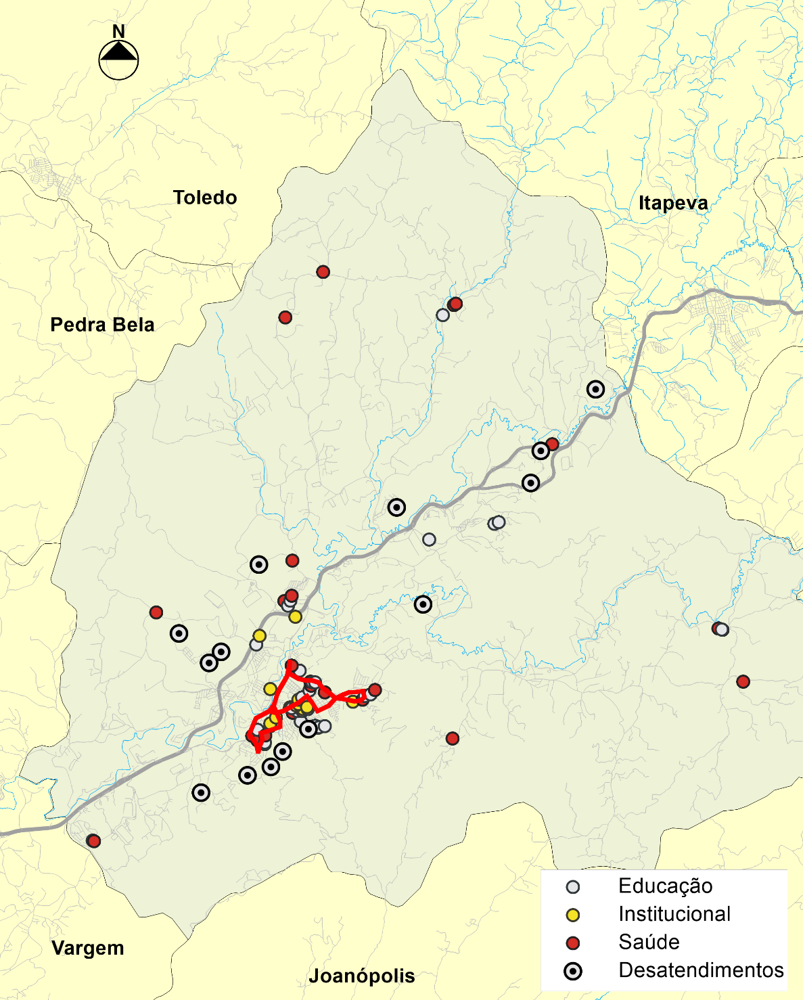 N
Toledo
Itapeva
Pedra Bela
Educação
Institucional
Saúde
Desatendimentos
Vargem
Joanópolis